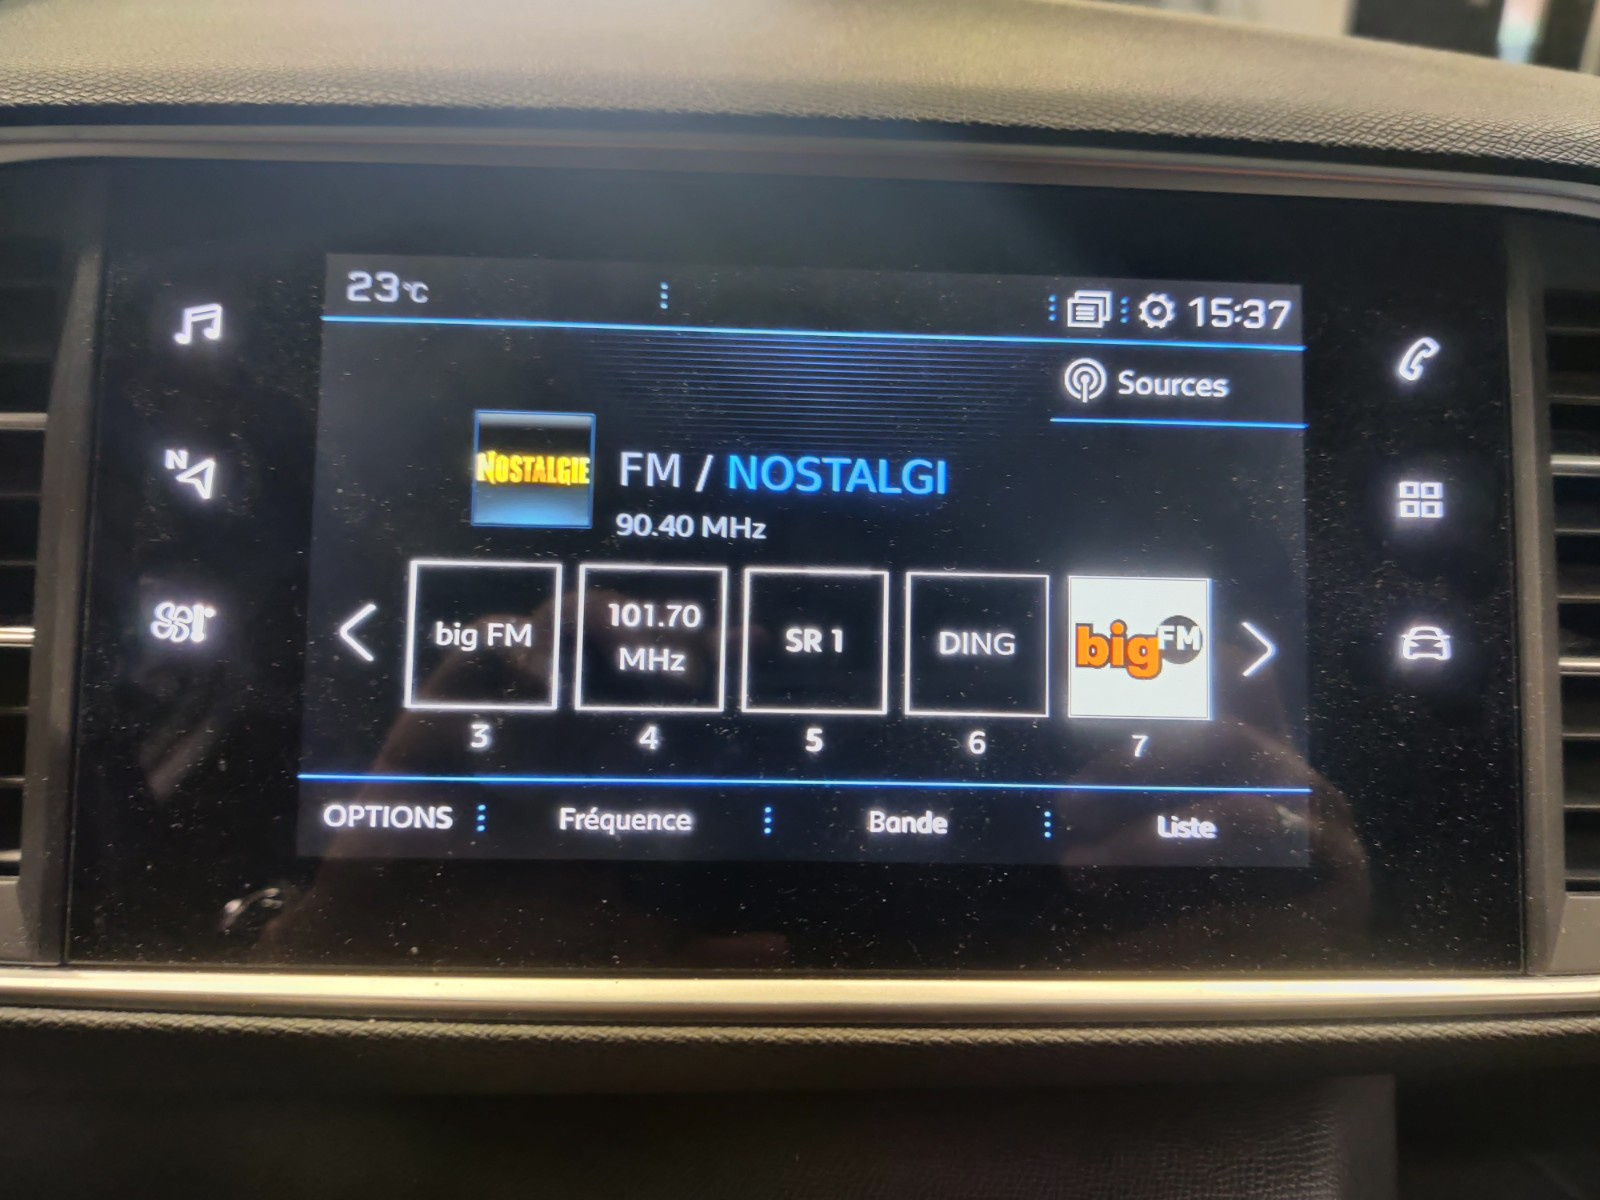 23°C
15:37
Sources
NOSTALGIE
FM / NOSTALGI
90.40 MHz
big FM
101.70
MHz
SR 1
DING
bigFM
3 4 5 6 7
OPTIONS Fréquence Bande Liste
N